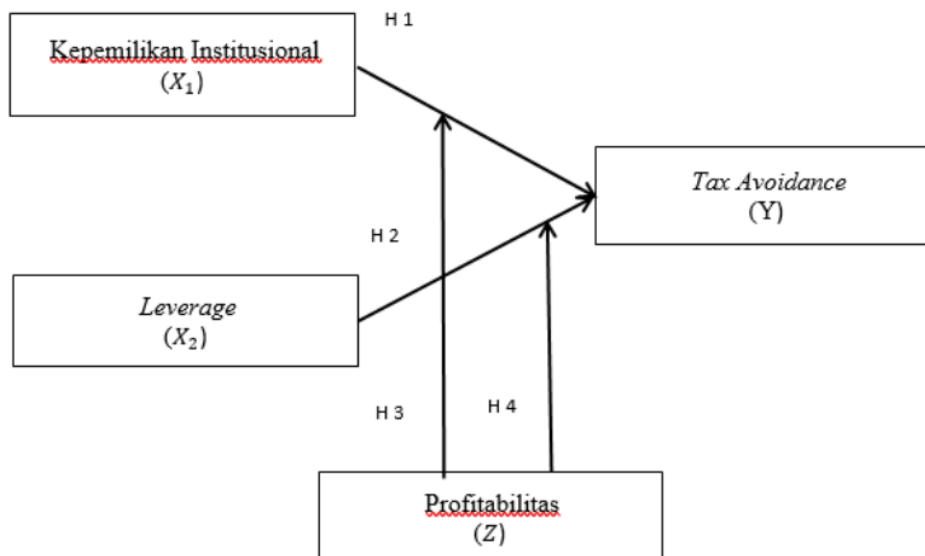 H 1
Kepemilikan Institusional
(X₁)
Tax Avoidance
(Y)
H 2
Leverage
(X₂)
H 3
H 4
Profitabilitas
(Z)